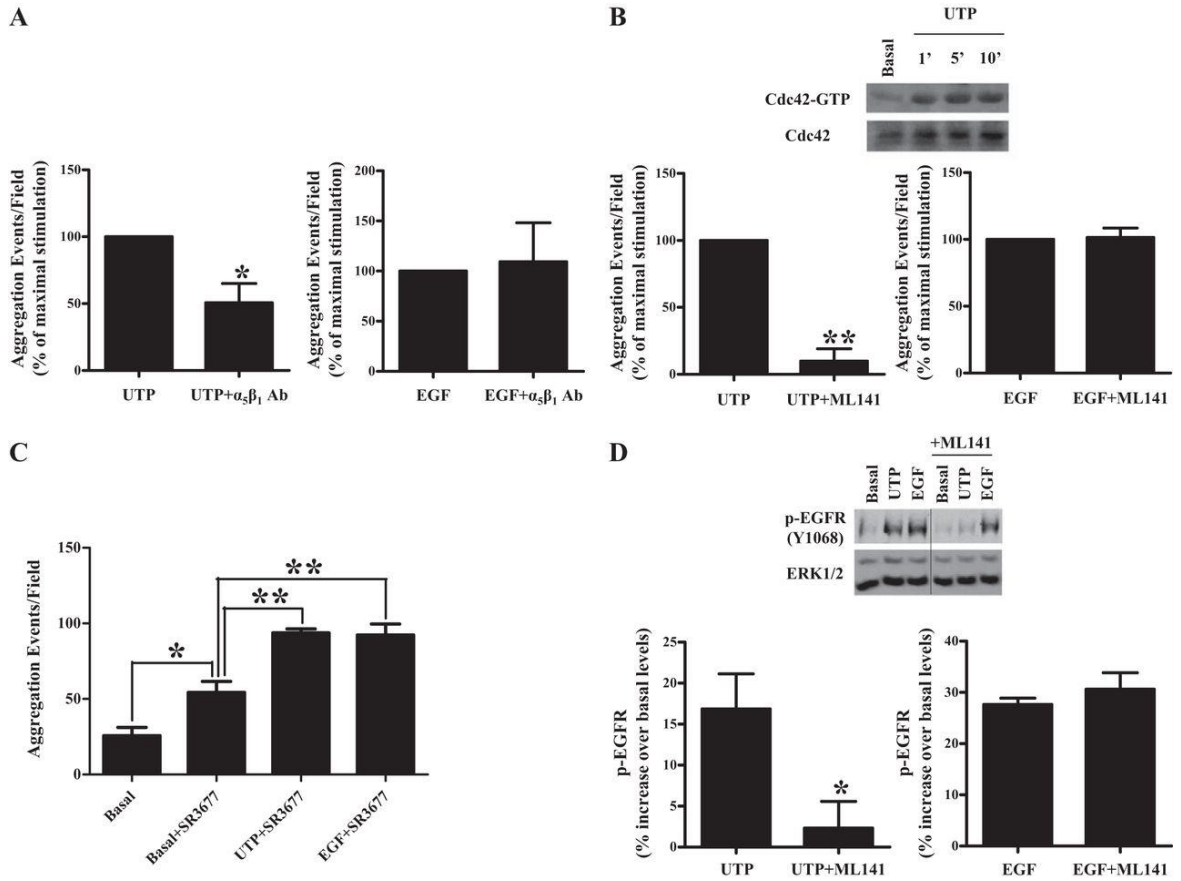 A
Aggregation Events/Field
(% of maximal stimulation)
150
100
50
0
*
UTP
UTP+α₅β₁ Ab
Aggregation Events/Field
(% of maximal stimulation)
200
150
100
50
0
EGF
EGF+α₅β₁ Ab
B
UTP
Basal
1’
5’
10’
Cdc42-GTP
Cdc42
Aggregation Events/Field
(% of maximal stimulation)
150
100
50
0
**
UTP
UTP+ML141
Aggregation Events/Field
(% of maximal stimulation)
150
100
50
0
EGF
EGF+ML141
C
Aggregation Events/Field
150
100
50
0
*
**
**
Basal
Basal+SR3677
UTP+SR3677
EGF+SR3677
D
+ML141
Basal
UTP
EGF
Basal
UTP
EGF
p-EGFR
(Y1068)
ERK1/2
p-EGFR
(% increase over basal levels)
25
20
15
10
5
0
*
UTP
UTP+ML141
p-EGFR
(% increase over basal levels)
40
30
20
10
0
EGF
EGF+ML141